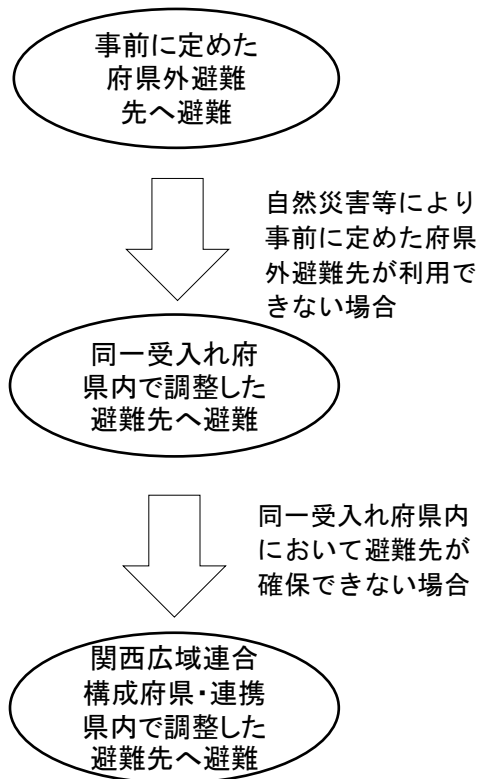 事前に定めた
府県外避難
先へ避難
自然災害等により
事前に定めた府県
外避難先が利用で
きない場合
同一受入れ府
県内で調整した
避難先へ避難
同一受入れ府県内
において避難先が
確保できない場合
関西広域連合
構成府県・連携
県内で調整した
避難先へ避難